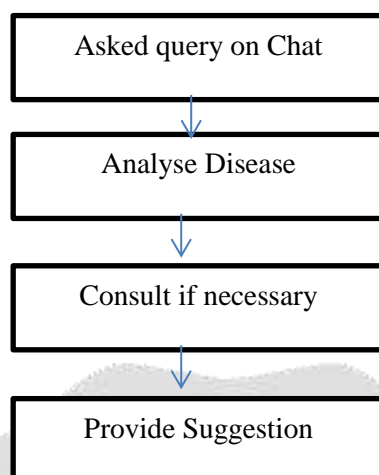 Asked query on Chat
Analyse Disease
Consult if necessary
Provide Suggestion